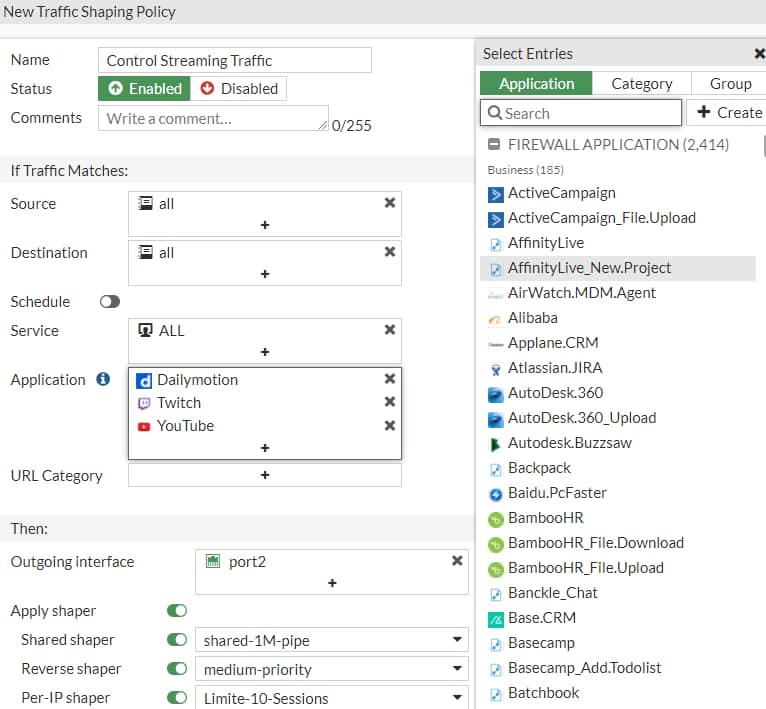 New Traffic Shaping Policy
Name
Control Streaming Traffic
Status
Enabled
Disabled
Comments
Write a comment...
0/255
If Traffic Matches:
Source
all
+
Destination
all
+
Schedule
Service
ALL
+
Application
Dailymotion
Twitch
YouTube
+
URL Category
+
Then:
Outgoing interface
port2
+
Apply shaper
Shared shaper
shared-1M-pipe
Reverse shaper
medium-priority
Per-IP shaper
Limite-10-Sessions
Select Entries
Application
Category
Group
Search
+ Create
FIREWALL APPLICATION (2,414)
Business (185)
ActiveCampaign
ActiveCampaign_File.Upload
AffinityLive
AffinityLive_New.Project
AirWatch.MDM.Agent
Alibaba
Applane.CRM
Atlassian.JIRA
AutoDesk.360
AutoDesk.360_Upload
Autodesk.Buzzsaw
Backpack
Baidu.PcFaster
BambooHR
BambooHR_File.Download
BambooHR_File.Upload
Banckle_Chat
Base.CRM
Basecamp
Basecamp_Add.Todolist
Batchbook